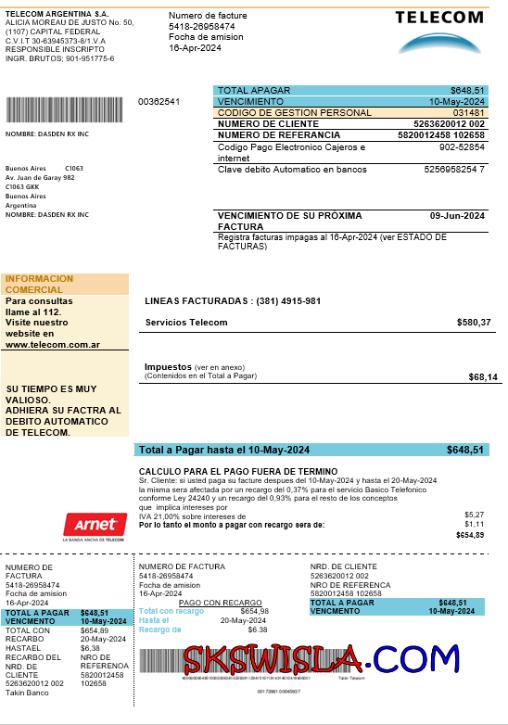 TELECOM ARGENTINA S.A.
ALICIA MOREAU DE JUSTO No. 50,
(1107) CAPITAL FEDERAL
C.V.I.T 30-63945373-8/1.V.A
RESPONSIBLE INSCRIPTO
INGR. BRUTOS; 901-951775-6
Numero de facture
5418-26958474
Focha de amision
16-Apr-2024
TELECOM
00362541
NOMBRE: DASDEN RX INC
Buenos Aires C1063
Av. Juan de Garay 982
C1063 GKK
Buenos Aires
Argentina
NOMBRE: DASDEN RX INC
TOTAL APAGAR $648,51
VENCIMIENTO 10-May-2024
CODIGO DE GESTION PERSONAL 031481
NUMERO DE CLIENTE 5263620012 002
NUMERO DE REFERANCIA 5820012458 102658
Codigo Pago Electronico Cajeros e internet 902-52854
Clave debito Automatico en bancos 5256958254 7
VENCIMIENTO DE SU PRÓXIMA FACTURA 09-Jun-2024
Registra facturas impagas al 16-Apr-2024 (ver ESTADO DE
FACTURAS)
INFORMACION
COMERCIAL
Para consultas
llame al 112.
Visite nuestro
website en
www.telecom.com.ar
SU TIEMPO ES MUY
VALIOSO.
ADHIERA SU FACTRA AL
DEBITO AUTOMATICO
DE TELECOM.
LINEAS FACTURADAS : (381) 4915-981
Servicios Telecom $580,37
Impuestos (ver en anexo)
(Contenidos en el Total a Pagar) $68,14
Total a Pagar hasta el 10-May-2024 $648,51
CALCULO PARA EL PAGO FUERA DE TERMINO
Sr. Cliente: si usted paga su facture despues del 10-May-2024 y hasta el 20-May-2024
la misma sera afectada por un recargo del 0,37% para el servicio Basico Telefonico
conforme Ley 24240 y un recargo del 0,93% para el resto de los conceptos
que implica intereses por $5,27
IVA 21,00% sobre intereses de $1,11
Por lo tanto el monto a pagar con recargo sera de: $654,89
Arnet
LA BANDA ANCHA DE TELECOM
NUMERO DE
FACTURA
5418-26958474
Focha de amision
16-Apr-2024
TOTAL A PAGAR $648,51
VENCMENTO 10-May-2024
TOTAL CON $654,89
RECARBO 20-May-2024
HASTAEL $6,38
RECARBO DEL NRO DE
NRD. DE REFERENOA
CLIENTE 5820012458
5263620012 002 102658
Takin Banco
NUMERO DE FACTURA
5418-26958474
Focha de amision
16-Apr-2024
PAGO CON RECARGO
Total con recargo $654,98
Hasta el 20-May-2024
Recargo de $6.38
NRD. DE CLIENTE
5263620012 002
NRO DE REFERENCIA
5820012458 102658
TOTAL A PAGAR $648,51
VENCMENTO 10-May-2024
SKSWISLA.COM